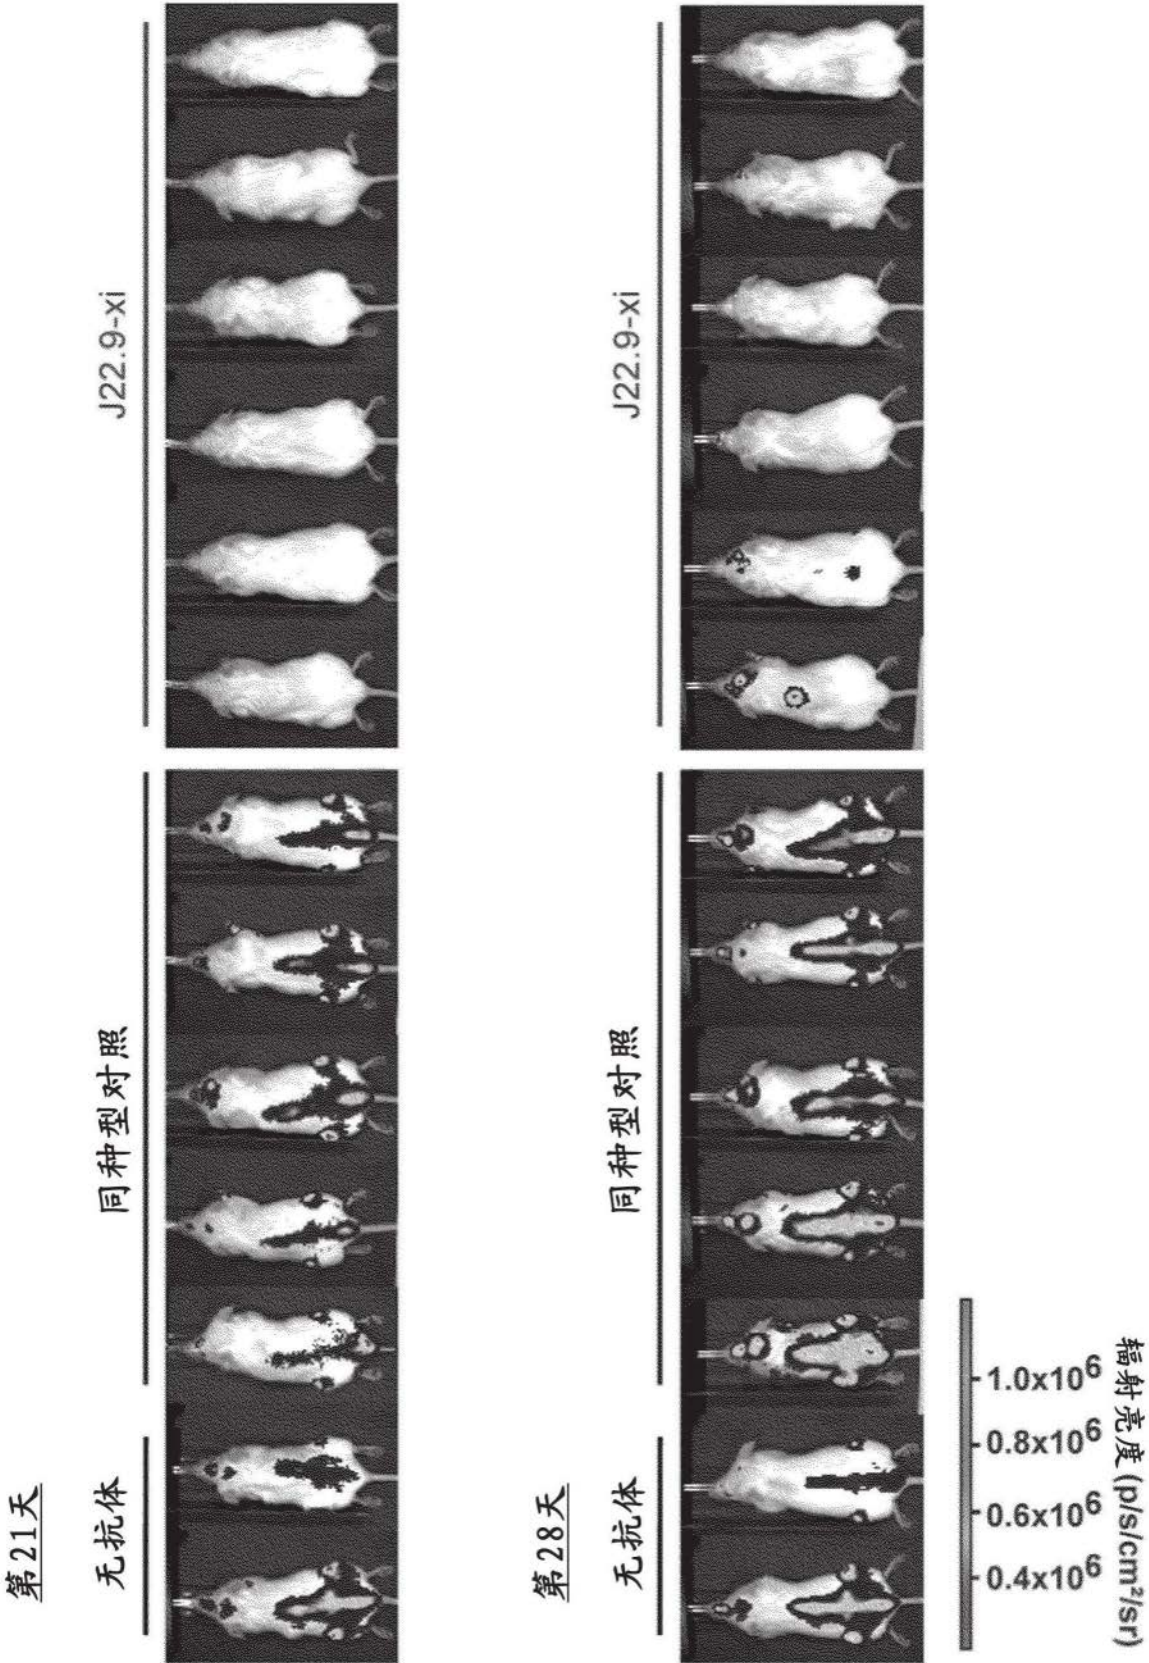 第21天
无抗体
同种型对照
J22.9-xi
第28天
无抗体
同种型对照
J22.9-xi
0.4x10⁶
0.6x10⁶
0.8x10⁶
1.0x10⁶
辐射亮度 (p/s/cm²/sr)